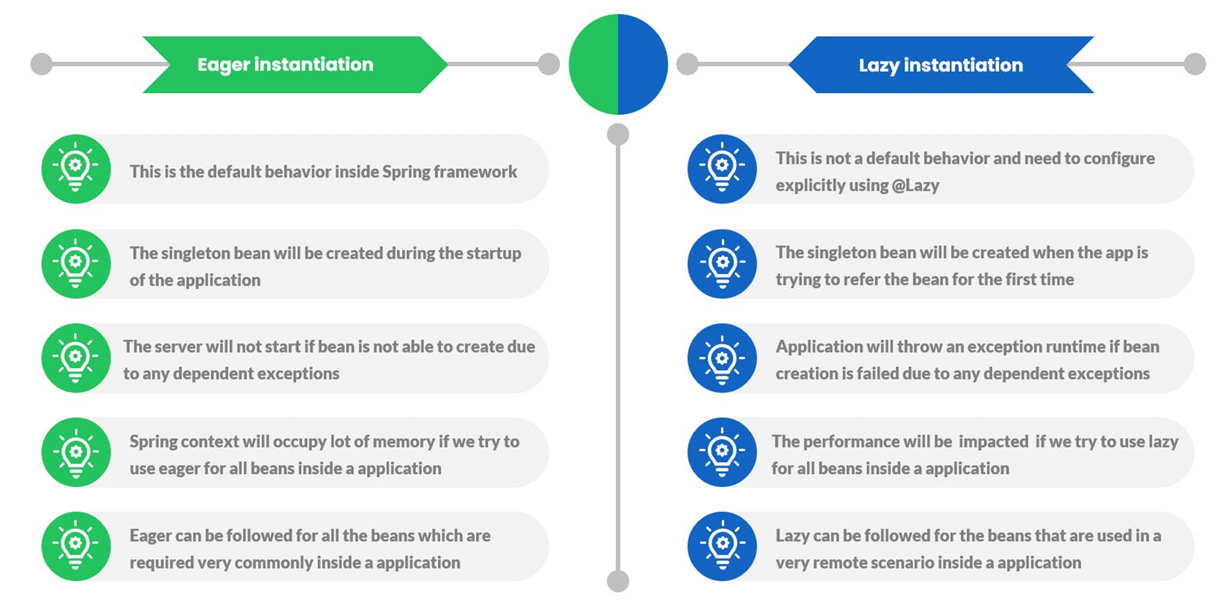 Eager instantiation
Lazy instantiation
This is the default behavior inside Spring framework
The singleton bean will be created during the startup
of the application
The server will not start if bean is not able to create due
to any dependent exceptions
Spring context will occupy lot of memory if we try to
use eager for all beans inside a application
Eager can be followed for all the beans which are
required very commonly inside a application
This is not a default behavior and need to configure
explicitly using @Lazy
The singleton bean will be created when the app is
trying to refer the bean for the first time
Application will throw an exception runtime if bean
creation is failed due to any dependent exceptions
The performance will be impacted if we try to use lazy
for all beans inside a application
Lazy can be followed for the beans that are used in a
very remote scenario inside a application